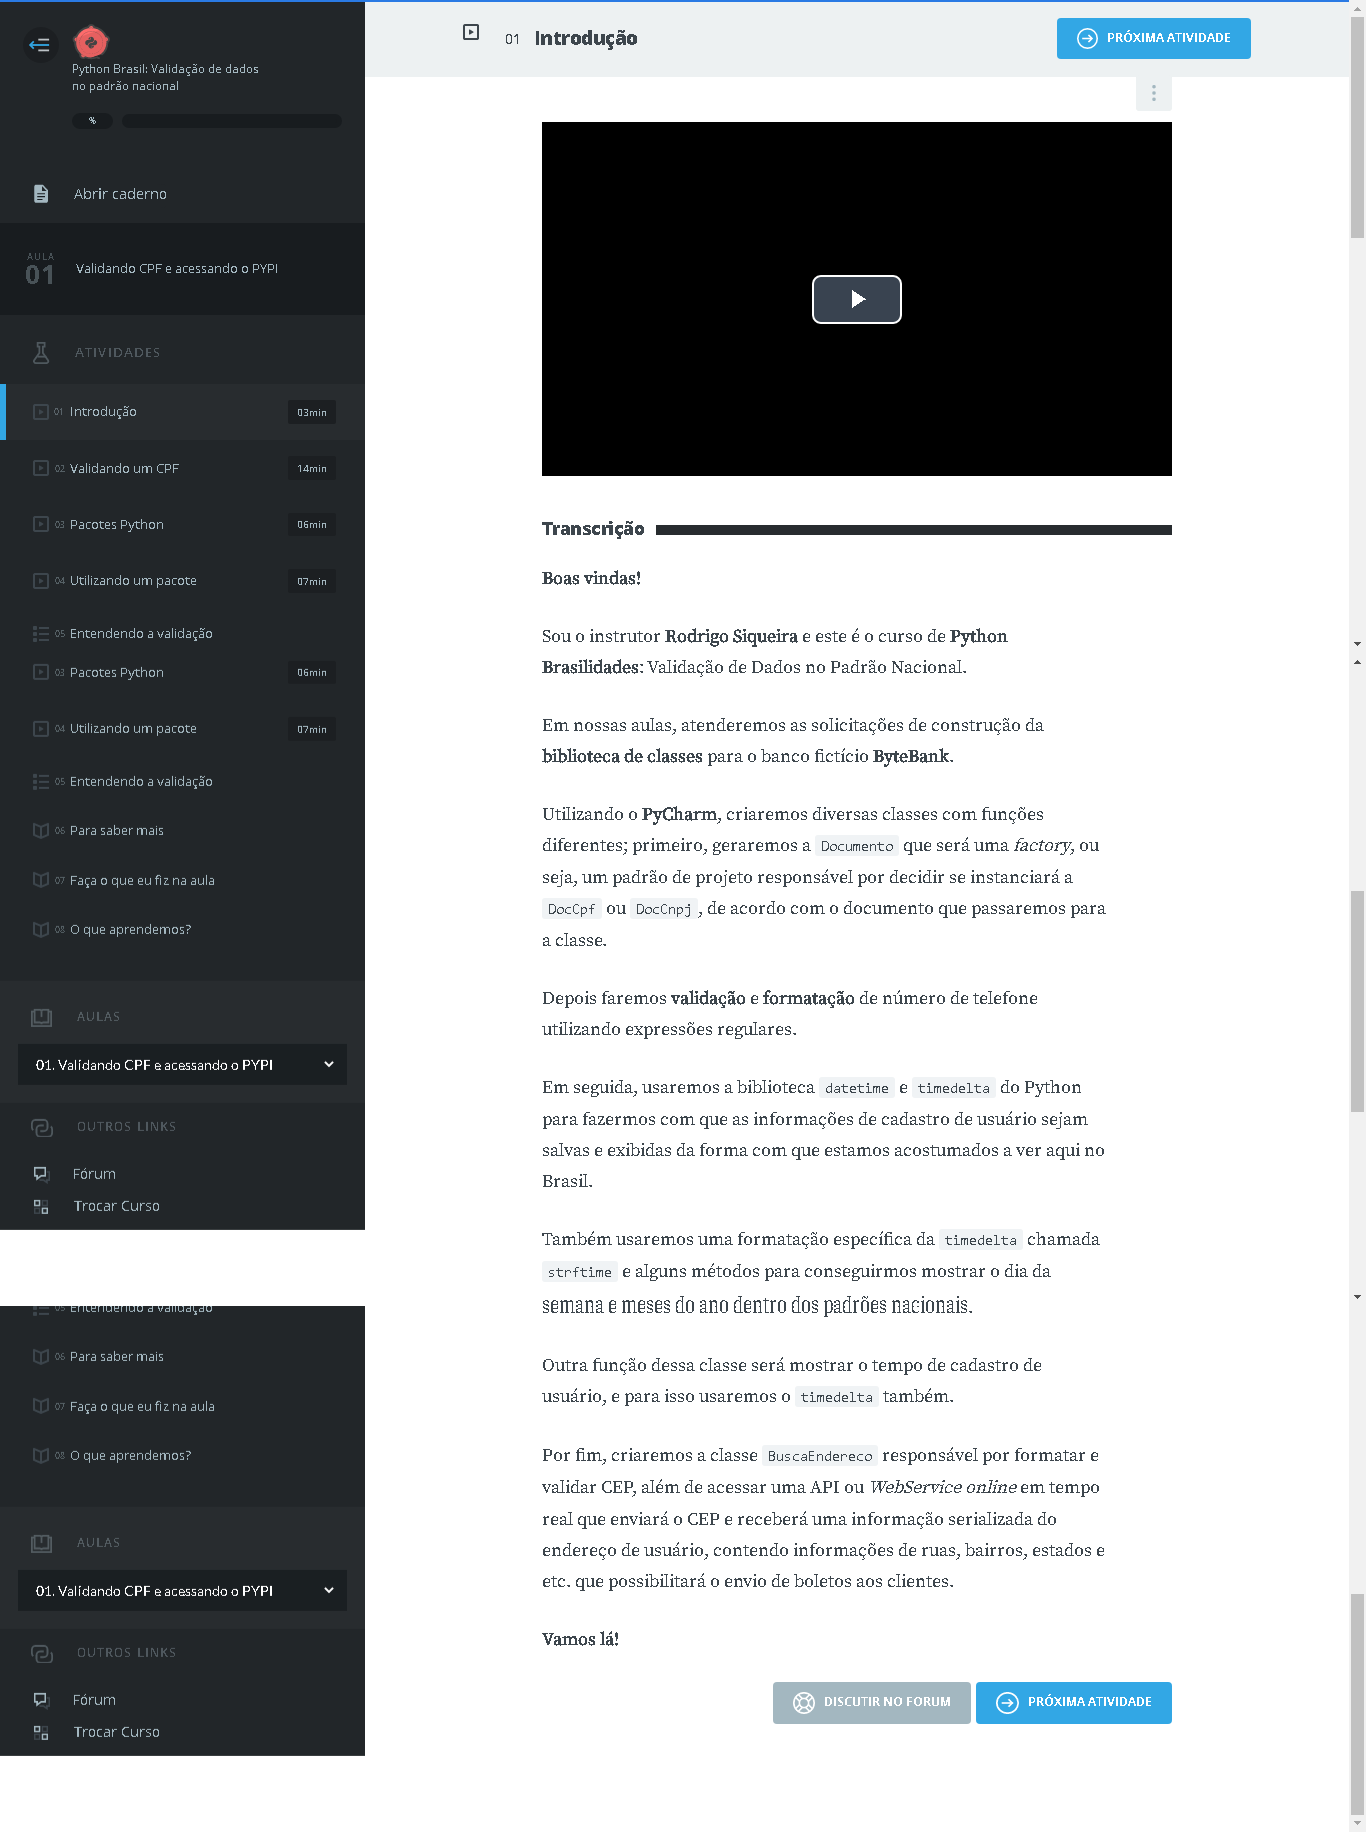 Python Brasil: Validação de dados
no padrão nacional
%
Abrir caderno
AULA
01
Validando CPF e acessando o PYPI
ATIVIDADES
01 Introdução 03min
02 Validando um CPF 14min
03 Pacotes Python 06min
04 Utilizando um pacote 07min
05 Entendendo a validação
03 Pacotes Python 06min
04 Utilizando um pacote 07min
05 Entendendo a validação
06 Para saber mais
07 Faça o que eu fiz na aula
08 O que aprendemos?
AULAS
01. Validando CPF e acessando o PYPI
OUTROS LINKS
Fórum
Trocar Curso
05 Entendendo a validação
06 Para saber mais
07 Faça o que eu fiz na aula
08 O que aprendemos?
AULAS
01. Validando CPF e acessando o PYPI
OUTROS LINKS
Fórum
Trocar Curso
01 Introdução
PRÓXIMA ATIVIDADE
Transcrição
Boas vindas!
Sou o instrutor Rodrigo Siqueira e este é o curso de Python
Brasilidades: Validação de Dados no Padrão Nacional.
Em nossas aulas, atenderemos as solicitações de construção da
biblioteca de classes para o banco fictício ByteBank.
Utilizando o PyCharm, criaremos diversas classes com funções
diferentes; primeiro, geraremos a Documento que será uma factory, ou
seja, um padrão de projeto responsável por decidir se instanciará a
DocCpf ou DocCnpj, de acordo com o documento que passaremos para
a classe.
Depois faremos validação e formatação de número de telefone
utilizando expressões regulares.
Em seguida, usaremos a biblioteca datetime e timedelta do Python
para fazermos com que as informações de cadastro de usuário sejam
salvas e exibidas da forma com que estamos acostumados a ver aqui no
Brasil.
Também usaremos uma formatação específica da timedelta chamada
strftime e alguns métodos para conseguirmos mostrar o dia da
semana e meses do ano dentro dos padrões nacionais.
Outra função dessa classe será mostrar o tempo de cadastro de
usuário, e para isso usaremos o timedelta também.
Por fim, criaremos a classe BuscaEndereco responsável por formatar e
validar CEP, além de acessar uma API ou WebService online em tempo
real que enviará o CEP e receberá uma informação serializada do
endereço de usuário, contendo informações de ruas, bairros, estados e
etc. que possibilitará o envio de boletos aos clientes.
Vamos lá!
DISCUTIR NO FORUM
PRÓXIMA ATIVIDADE